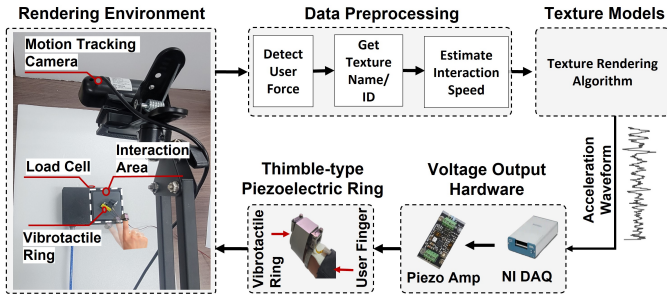 Rendering Environment
Motion Tracking
Camera
Load Cell
Interaction
Area
Vibrotactile
Ring
Data Preprocessing
Detect
User
Force
Get
Texture
Name/
ID
Estimate
Interaction
Speed
Texture Models
Texture Rendering
Algorithm
Acceleration
Waveform
Voltage Output
Hardware
Piezo Amp
NI DAQ
Thimble-type
Piezoelectric Ring
Vibrotactile
Ring
User Finger